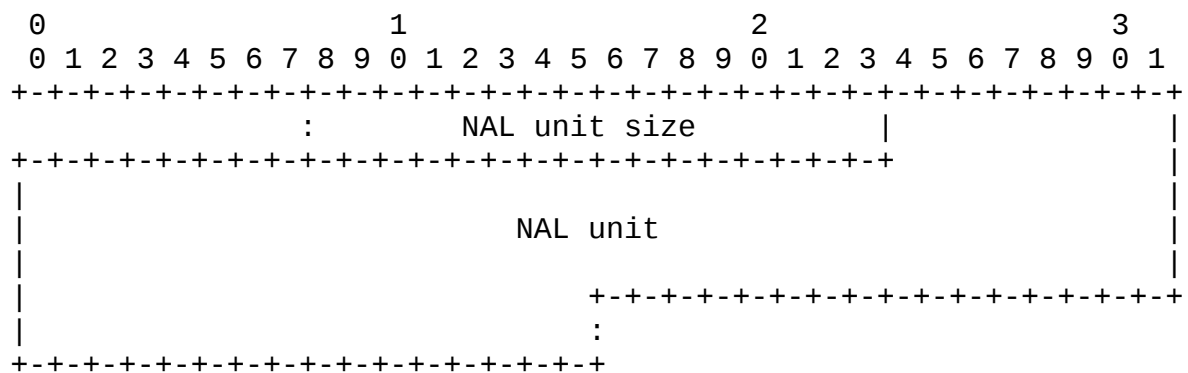 0                   1                   2                   3
0 1 2 3 4 5 6 7 8 9 0 1 2 3 4 5 6 7 8 9 0 1 2 3 4 5 6 7 8 9 0 1
+-+-+-+-+-+-+-+-+-+-+-+-+-+-+-+-+-+-+-+-+-+-+-+-+-+-+-+-+-+-+-+-+
: NAL unit size | |
+-+-+-+-+-+-+-+-+-+-+-+-+-+-+-+-+-+-+-+-+-+-+-+-+ |
| |
| NAL unit |
| |
| +-+-+-+-+-+-+-+-+-+-+-+-+-+-+-+-+
| :
+-+-+-+-+-+-+-+-+-+-+-+-+-+-+-+-+